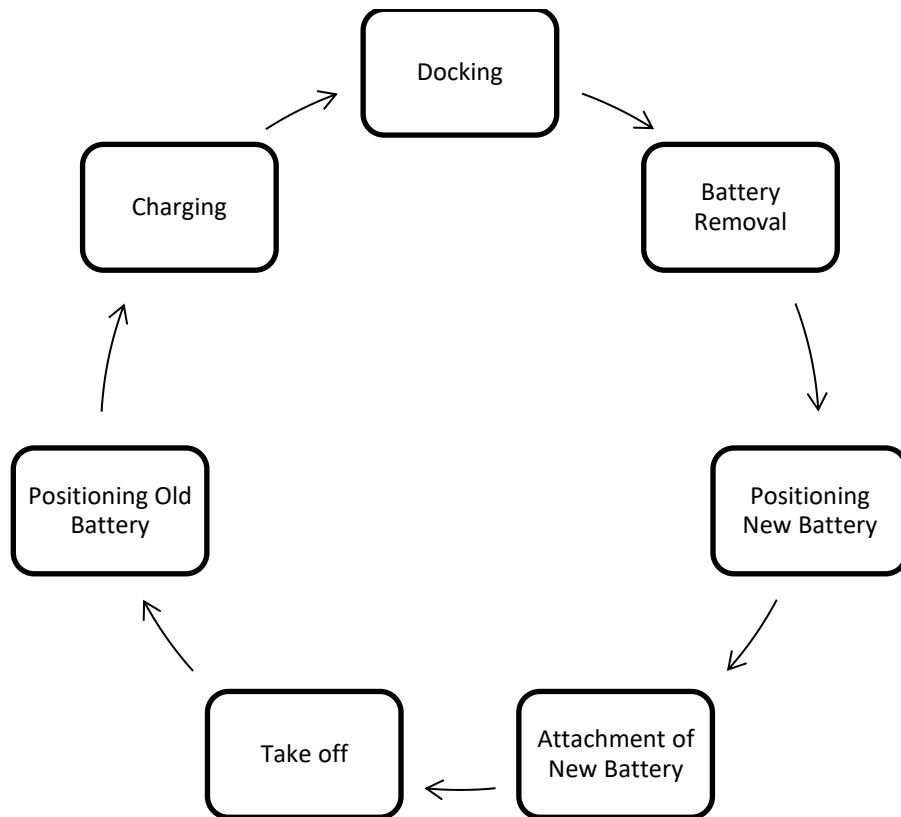 Docking
Battery
Removal
Positioning
New Battery
Attachment of
New Battery
Take off
Positioning Old
Battery
Charging